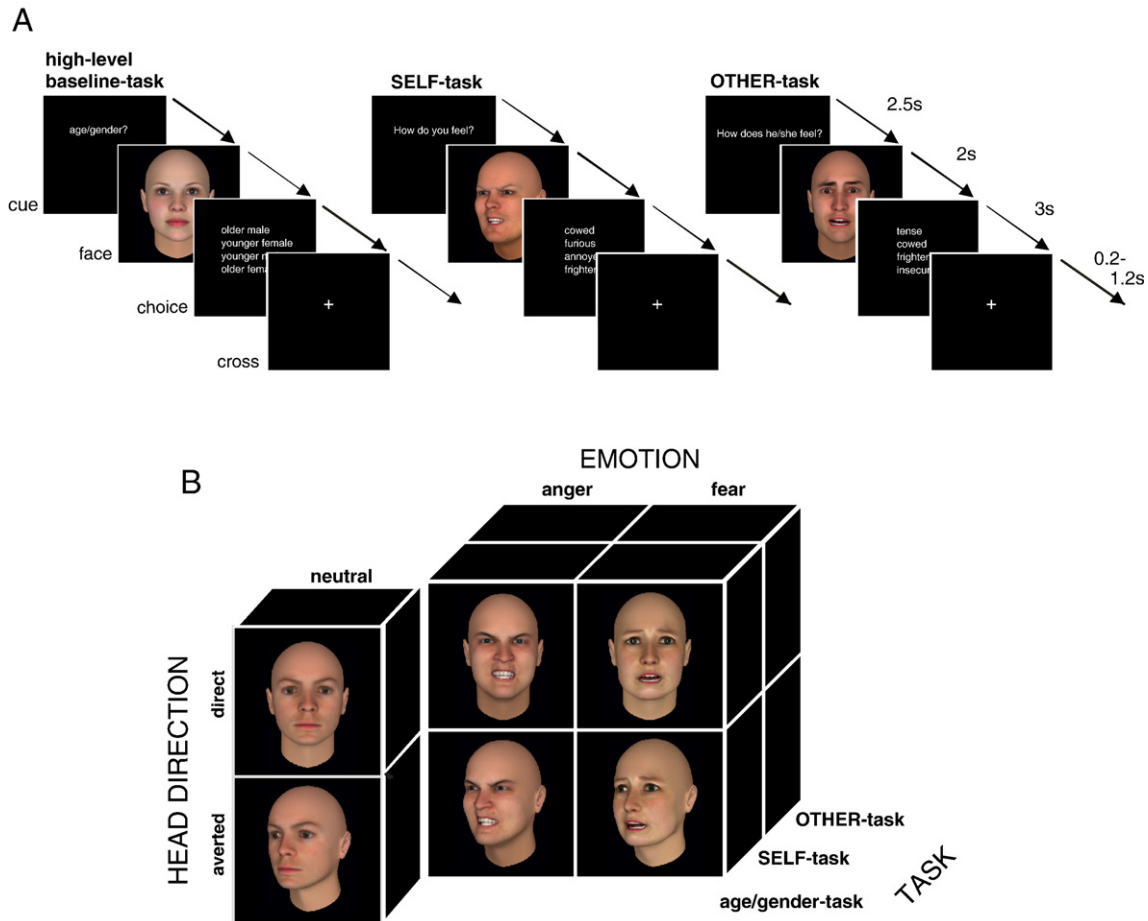 A
high-level
baseline-task
SELF-task
OTHER-task
age/gender?
How do you feel?
How does he/she feel?
2.5s
2s
3s
0.2-
1.2s
cue
face
choice
cross
older male
younger female
younger
older
cowed
furious
tense
cowed
+
+
+
B
EMOTION
anger
fear
neutral
HEAD DIRECTION
direct
averted
OTHER-task
SELF-task
age/gender-task
TASK